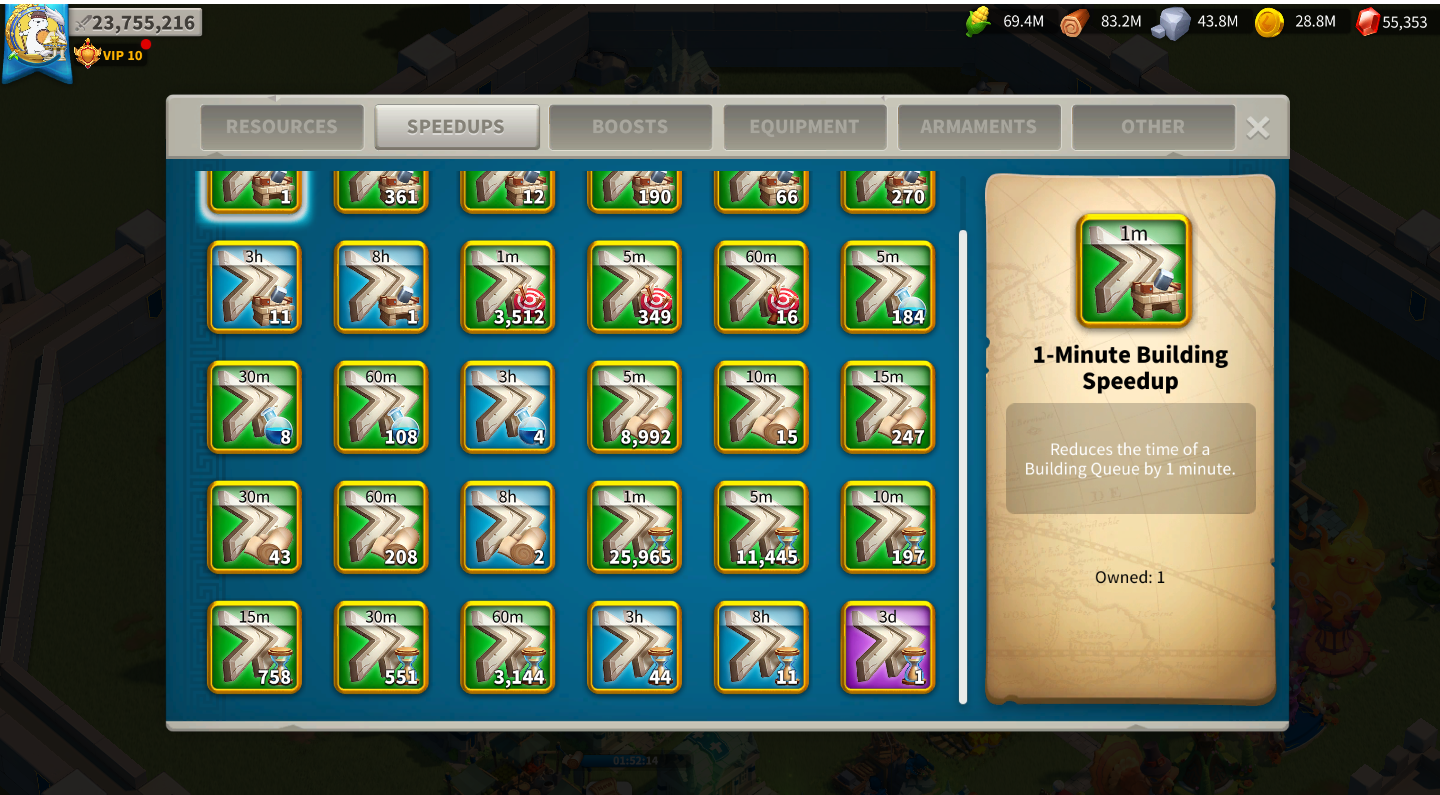 23,755,216
69.4M
83.2M
43.8M
28.8M
55,353
VIP 10
RESOURCES
SPEEDUPS
BOOSTS
EQUIPMENT
ARMAMENTS
OTHER
1
361
12
190
66
270
3h
8h
1m
5m
60m
5m
11
1
3,512
349
16
184
30m
60m
3h
5m
10m
15m
8
108
4
8,992
15
247
30m
60m
8h
1m
5m
10m
43
208
2
25,965
11,445
197
15m
30m
60m
3h
8h
3d
758
551
3,144
44
11
1
1m
1-Minute Building
Speedup
Reduces the time of a
Building Queue by 1 minute.
Owned: 1
01:52:14